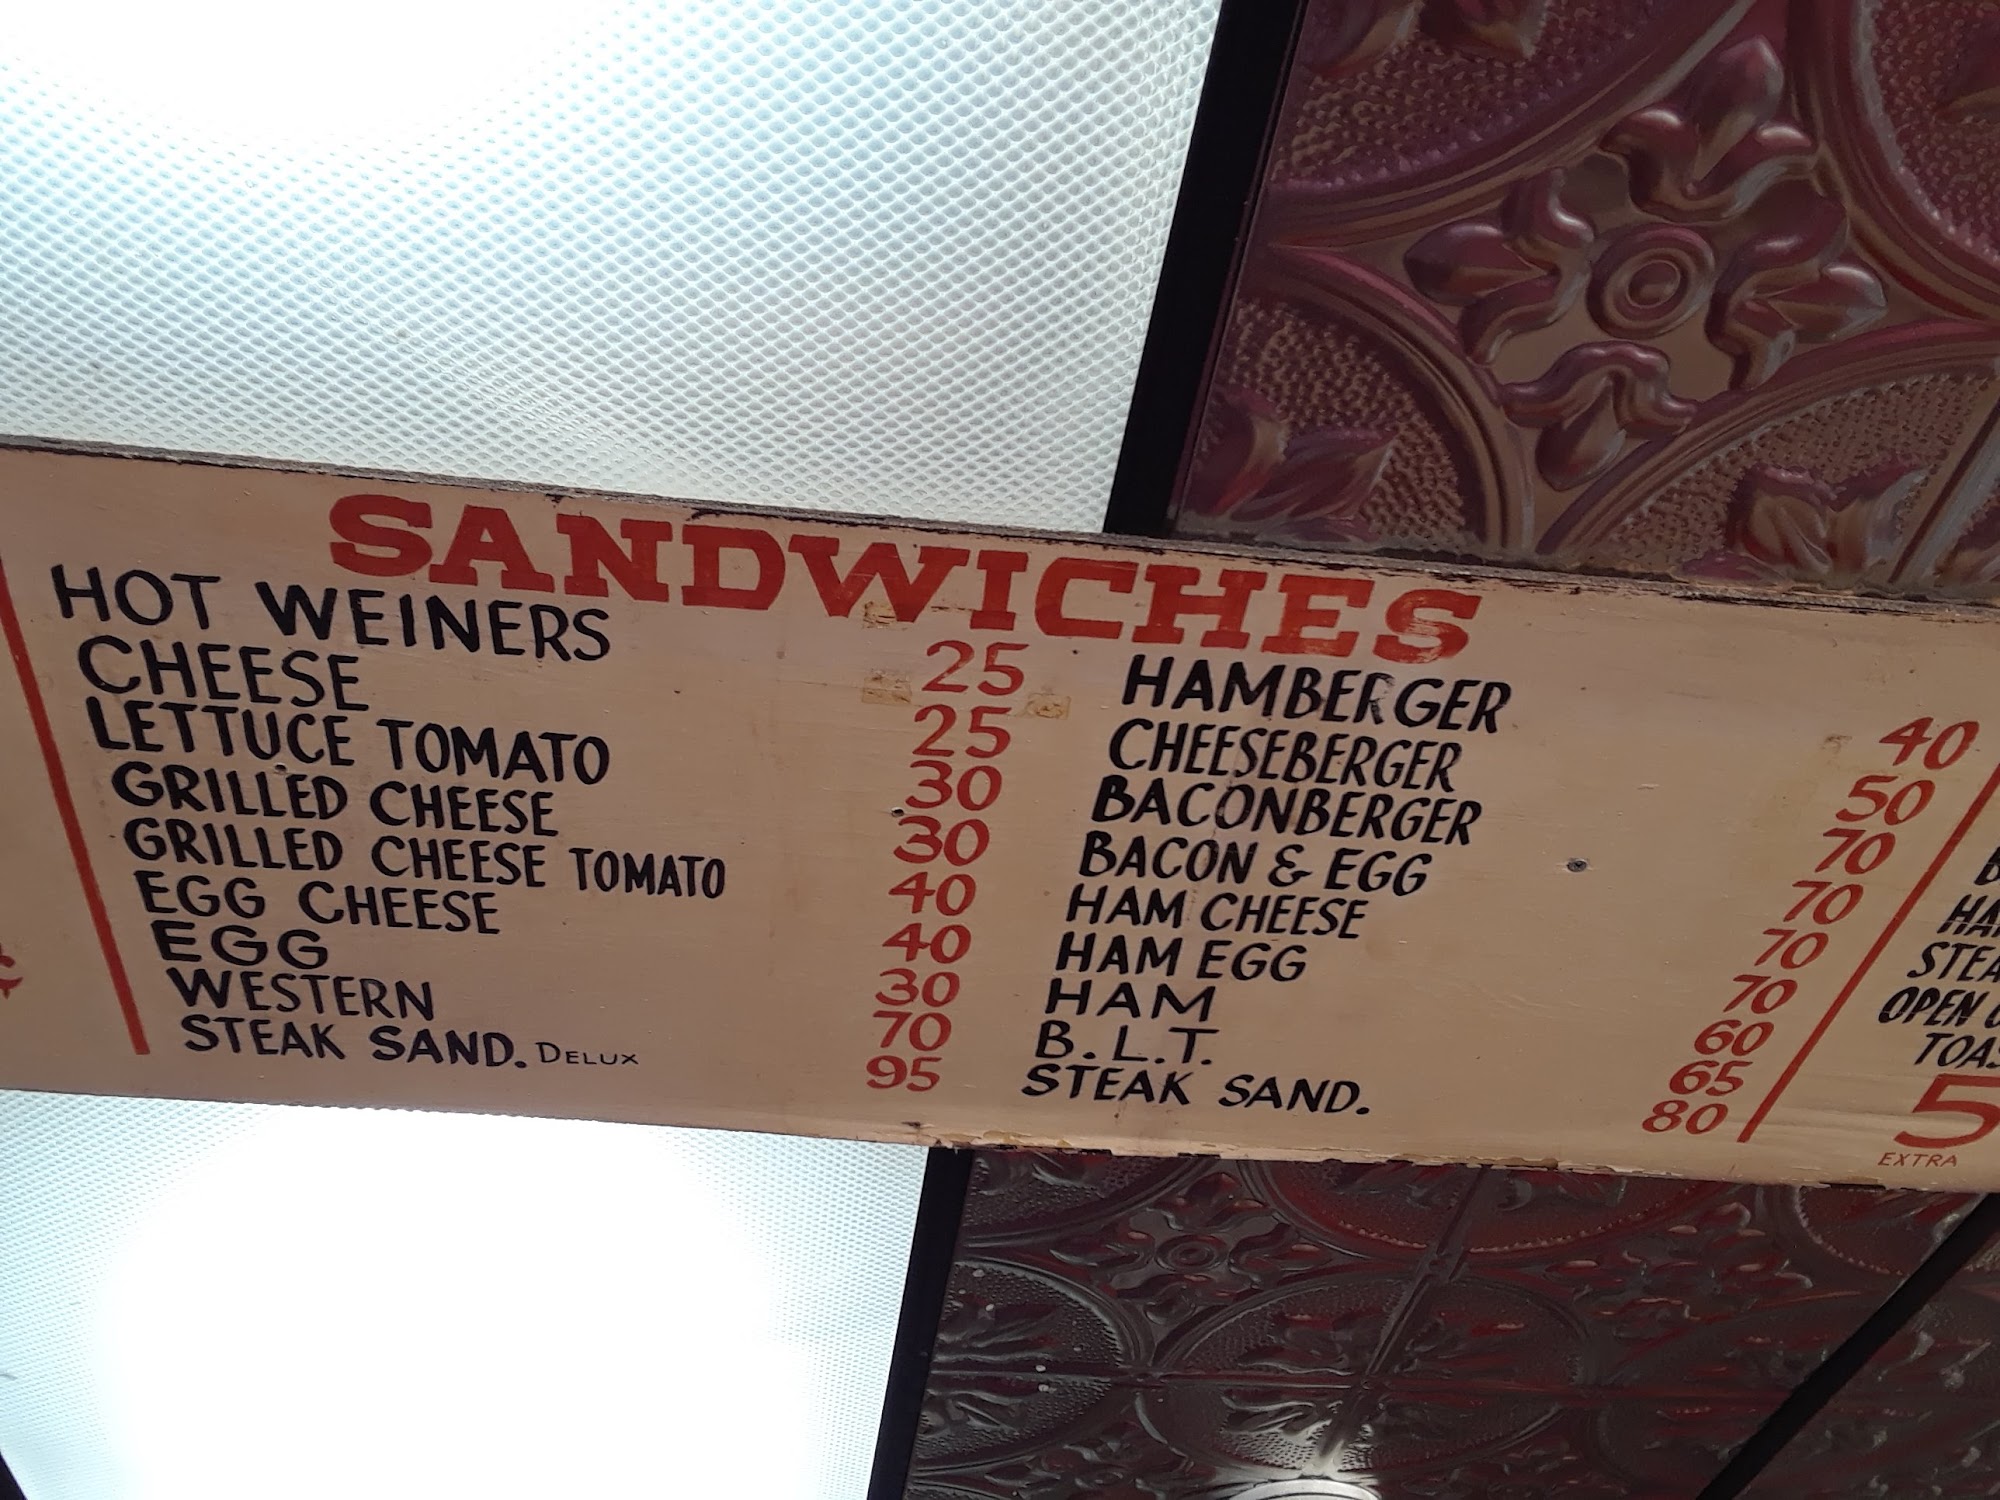 SANDWICHES
HOT WEINERS 25
CHEESE 25
LETTUCE TOMATO 30
GRILLED CHEESE 30
GRILLED CHEESE TOMATO 40
EGG CHEESE 40
EGG 30
WESTERN 70
STEAK SAND. DELUX 95
HAMBERGER 40
CHEESEBERGER 50
BACONBERGER 70
BACON & EGG 70
HAM CHEESE 70
HAM EGG 70
HAM 60
B.L.T. 65
STEAK SAND. 80
OPEN
5
EXTRA